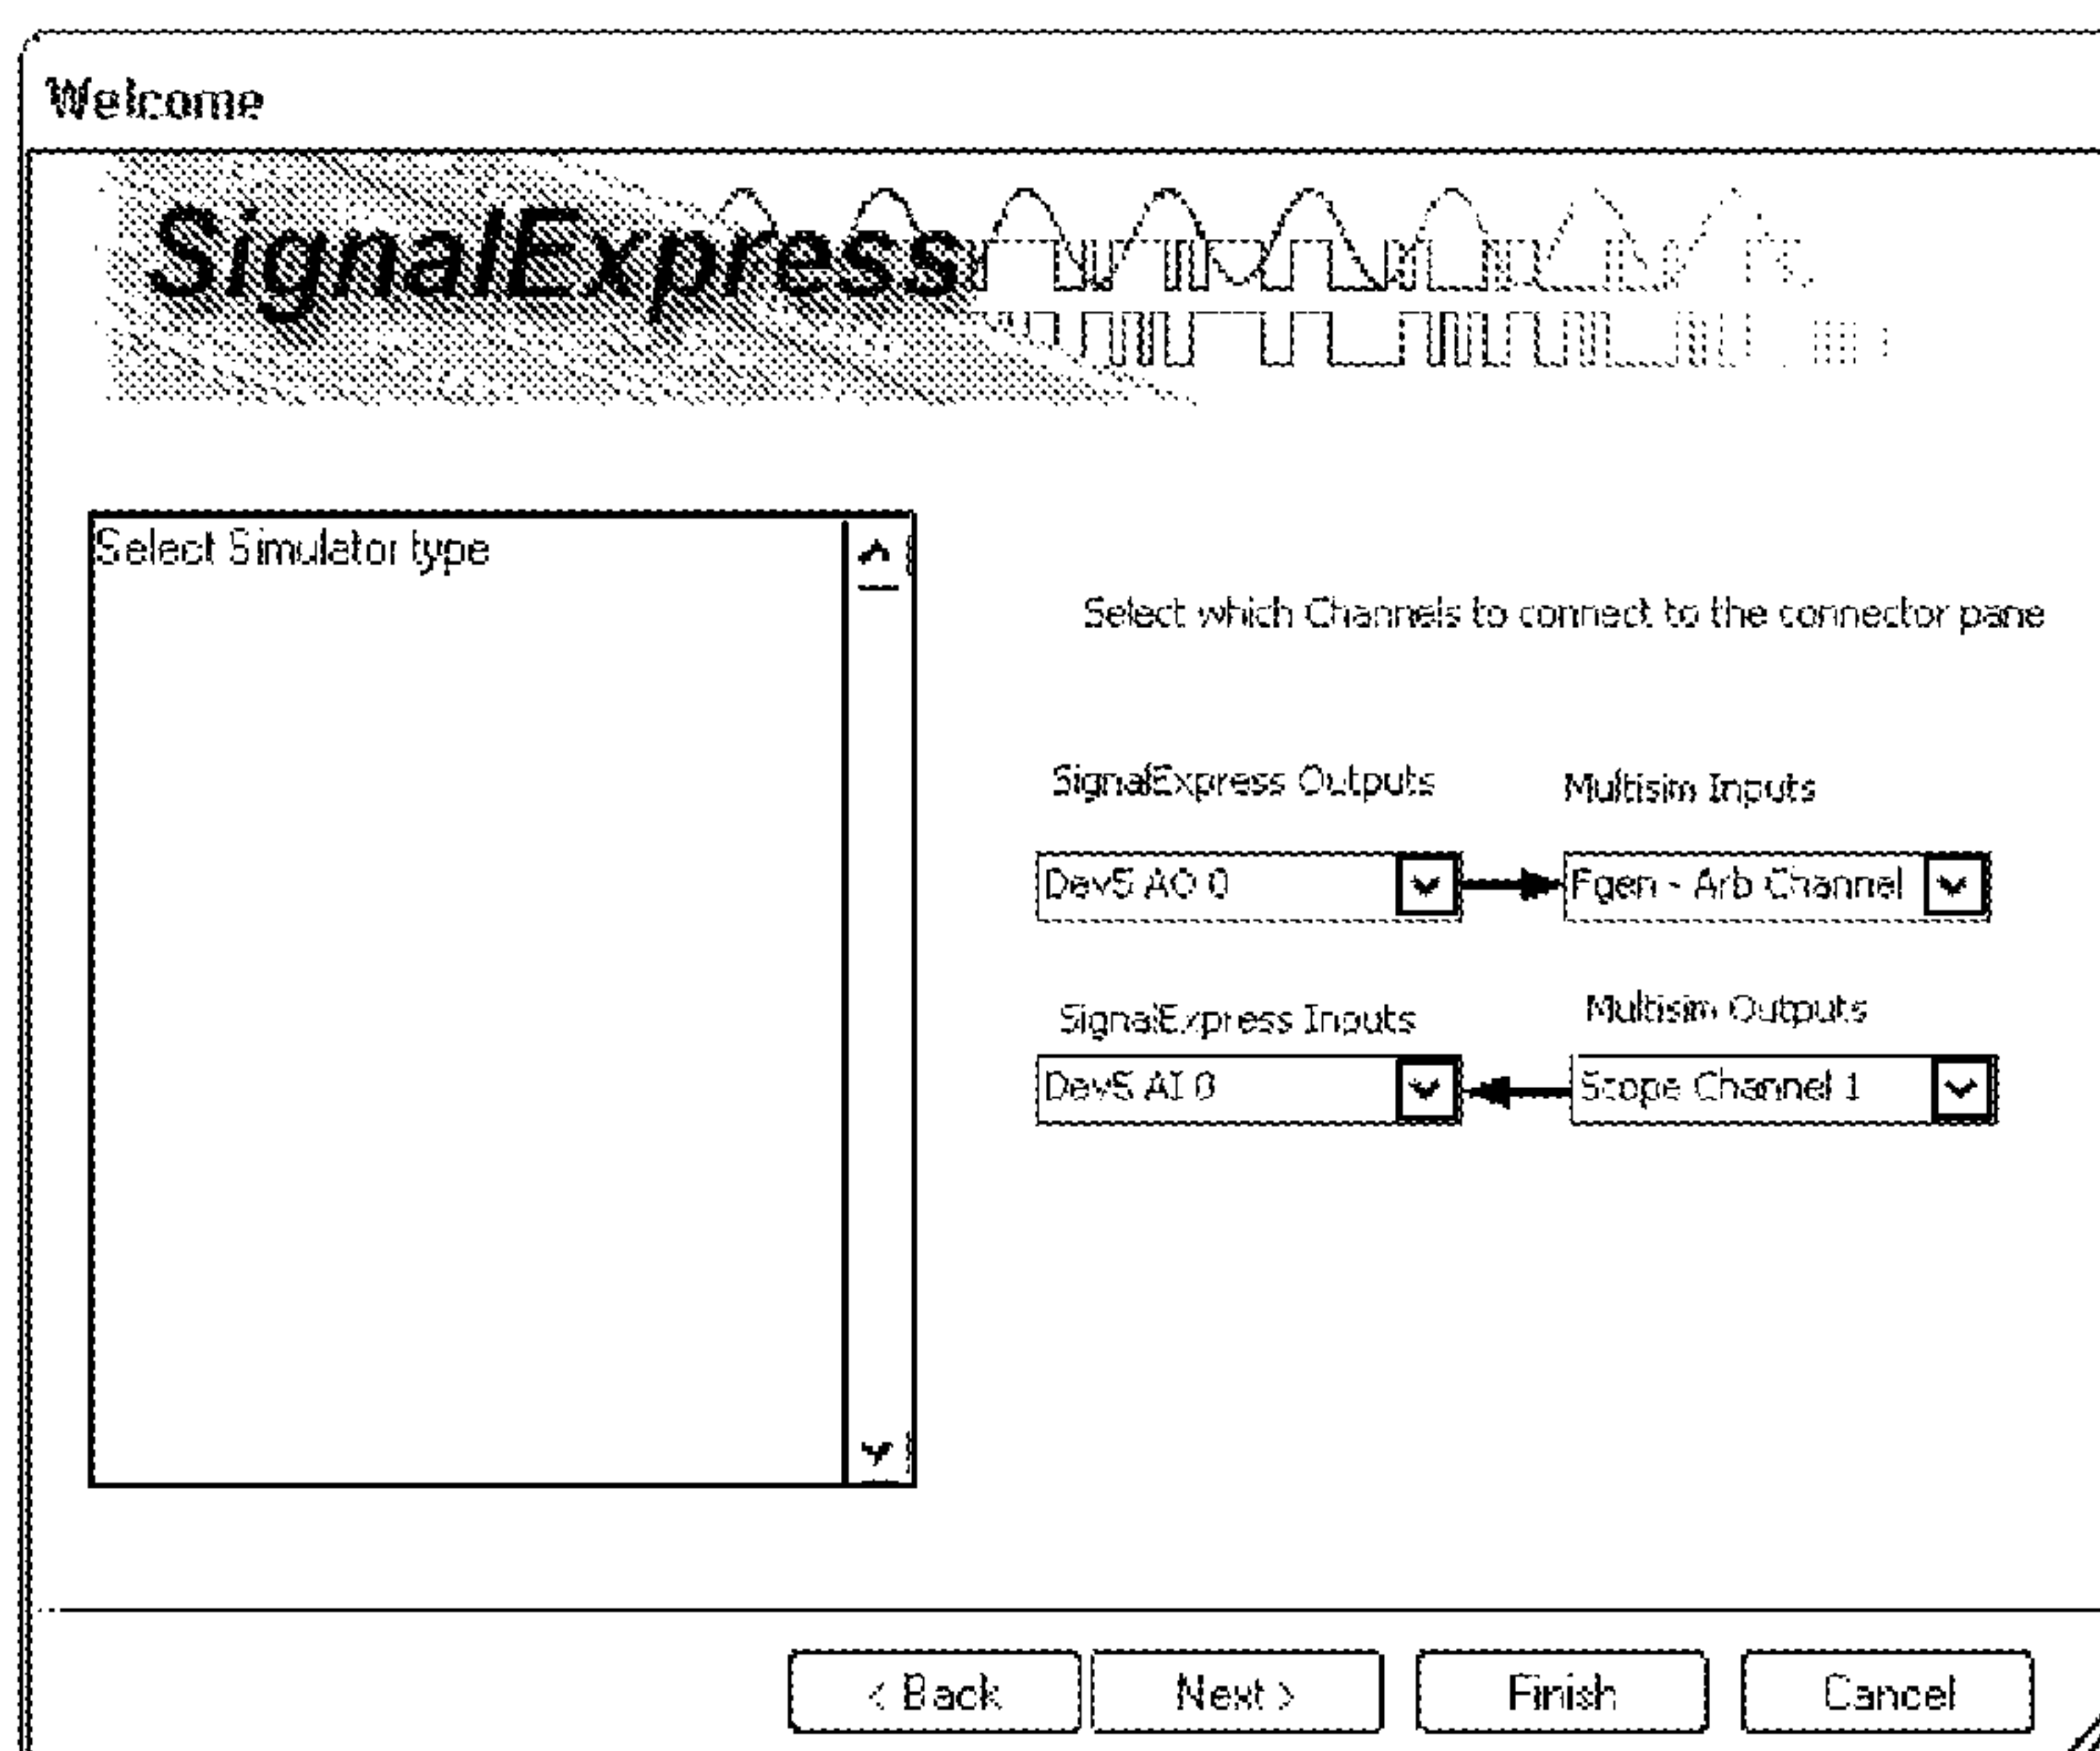 Welcome
SignalExpress
Select Simulator type
Select which Channels to connect to the connector pane
SignalExpress Outputs
Multisim Inputs
Dev5 AO 0
Fgen - Arb Channel
SignalExpress Inputs
Multisim Outputs
Dev5 AI 0
Scope Channel 1
< Back
Next >
Finish
Cancel